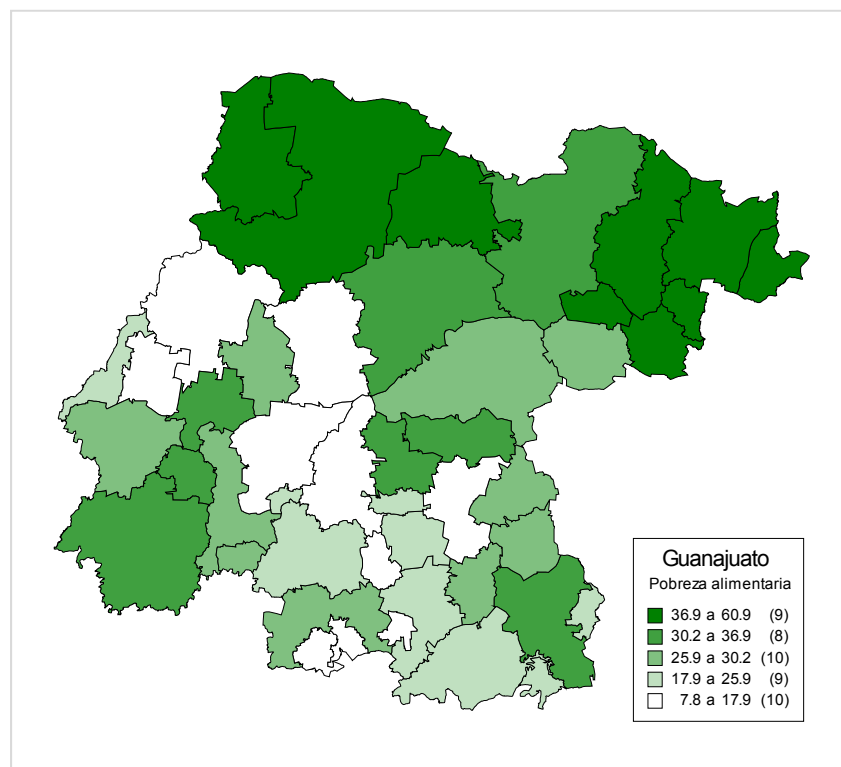 Guanajuato
Pobreza alimentaria
36.9 a 60.9 (9)
30.2 a 36.9 (8)
25.9 a 30.2 (10)
17.9 a 25.9 (9)
7.8 a 17.9 (10)